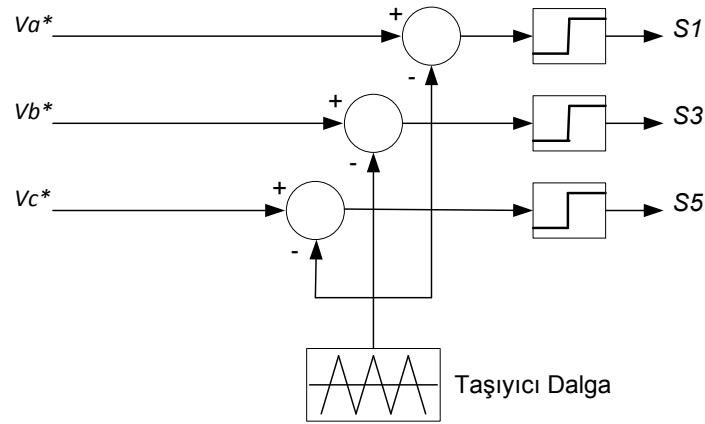 Va*
+
-
S1
Vb*
+
-
S3
Vc*
+
-
S5
Taşıyıcı Dalga